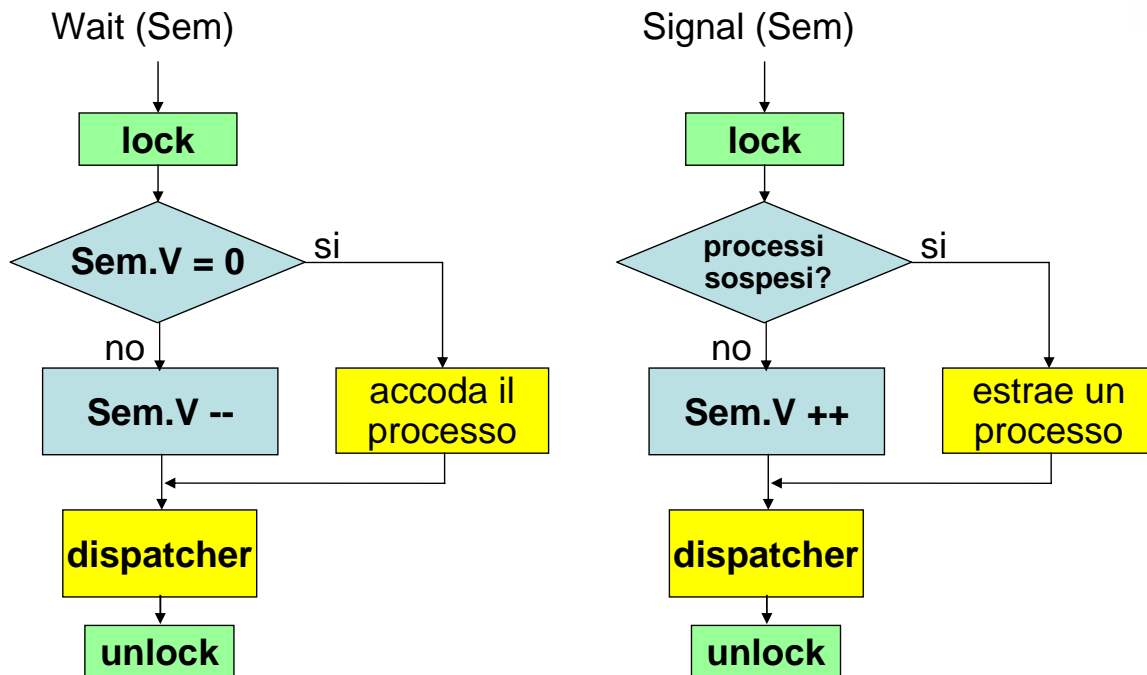 Wait (Sem)
lock
Sem.V = 0
si
no
Sem.V --
accoda il
processo
dispatcher
unlock
Signal (Sem)
lock
processi
sospesi?
si
no
Sem.V ++
estrae un
processo
dispatcher
unlock